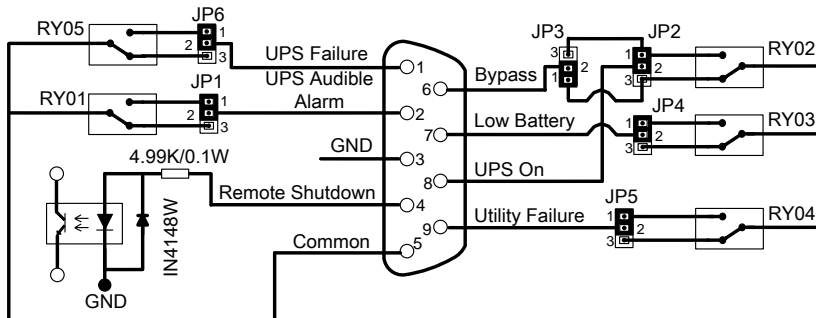 JP6
RY05
1
2
3
UPS Failure
UPS Audible
Alarm
JP1
RY01
1
2
3
GND
4.99K/0.1W
Remote Shutdown
IN4148W
GND
Common
1
2
3
4
5
6
7
8
9
Bypass
Low Battery
UPS On
Utility Failure
JP3
3
2
1
JP2
1
2
3
RY02
JP4
1
2
3
RY03
JP5
1
2
3
RY04